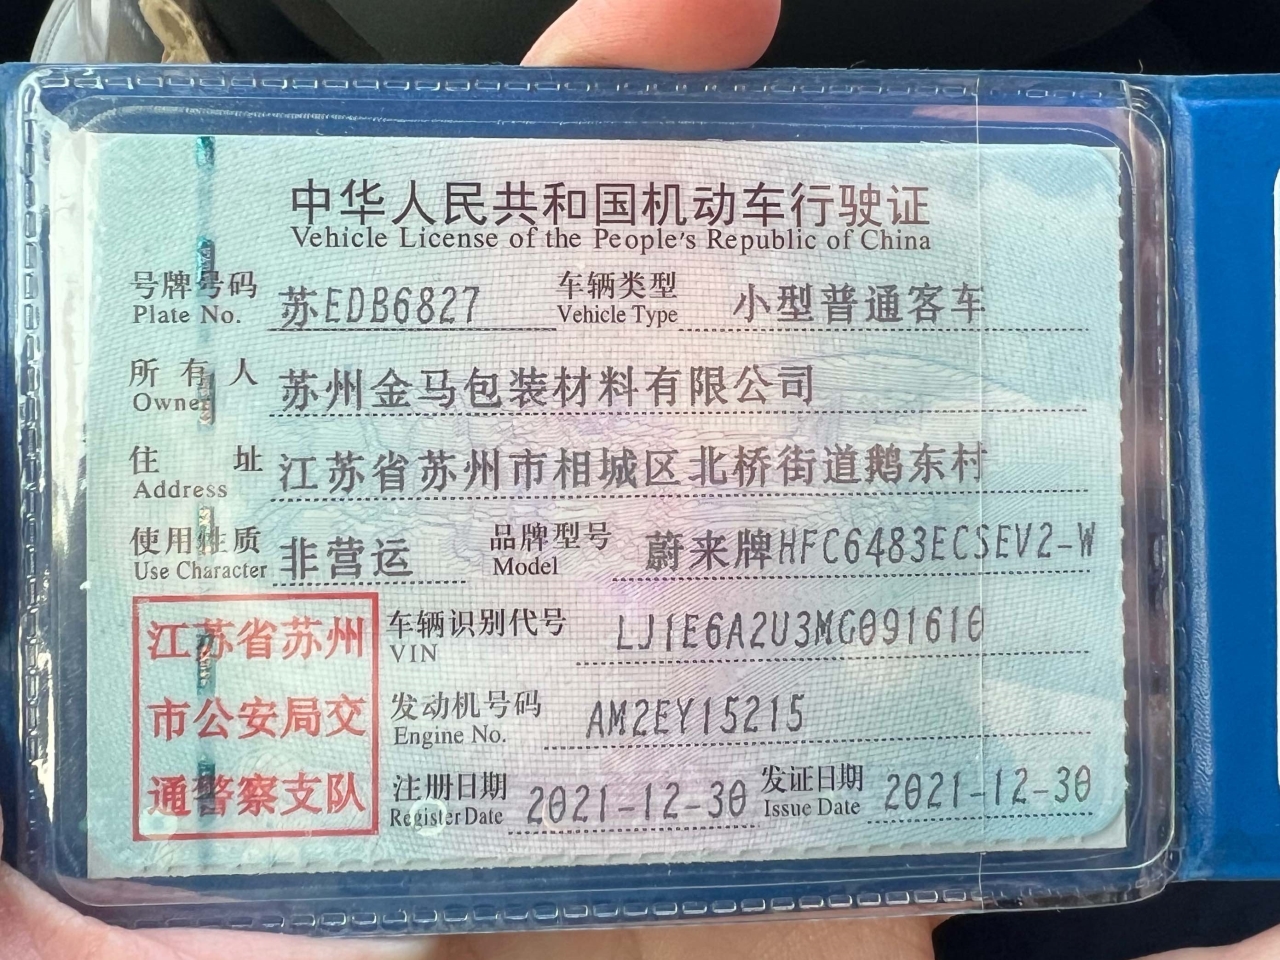 中华人民共和国机动车行驶证
Vehicle License of the People's Republic of China
号牌号码 苏EDB6827 车辆类型 小型普通客车
Plate No. Vehicle Type
所有人 苏州金马包装材料有限公司
Owner
住址 江苏省苏州市相城区北桥街道鹅东村
Address
使用性质 非营运 品牌型号 蔚来牌HFC6483ECSEV2-W
Use Character Model
江苏省苏州
市公安局交
通警察支队
车辆识别代号 LJ1E6A2U3MG091610
VIN
发动机号码 AM2EY15215
Engine No.
注册日期 2021-12-30 发证日期 2021-12-30
Register Date Issue Date